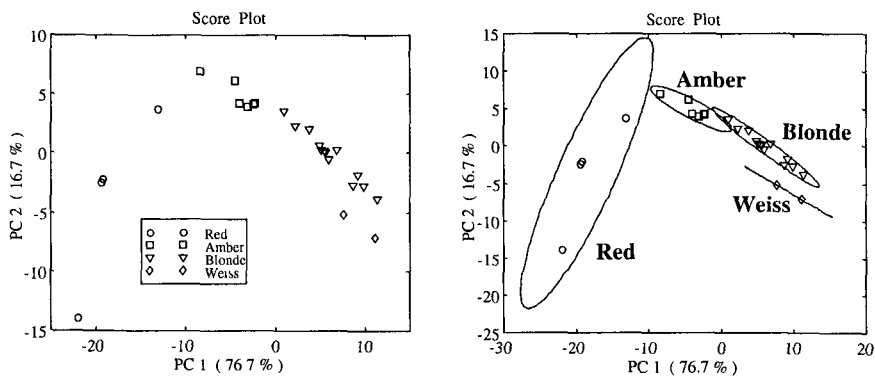 Score Plot
10
5
0
-5
-10
-15
PC 2 ( 16.7 % )
Red
Amber
Blonde
Weiss
-20
-10
0
10
PC 1 ( 76 7 % )
Score Plot
15
10
5
0
-5
-10
-15
-20
-25
PC 2 ( 16.7 % )
Amber
Blonde
Weiss
Red
-30
-20
-10
0
10
20
PC 1 ( 76.7 % )